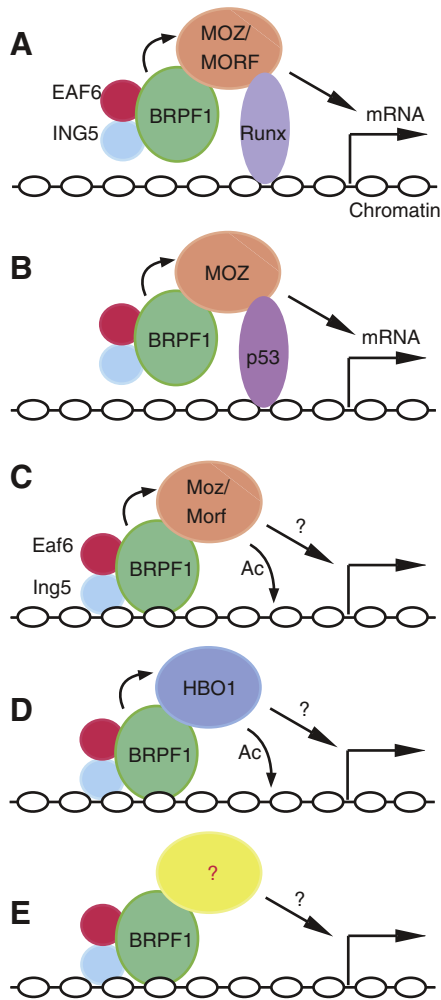 A
MOZ/
MORF
EAF6
BRPF1
ING5
Runx
mRNA
Chromatin
B
MOZ
BRPF1
p53
mRNA
C
Moz/
Morf
?
Eaf6
BRPF1
Ac
Ing5
D
HBO1
?
BRPF1
Ac
E
?
?
BRPF1